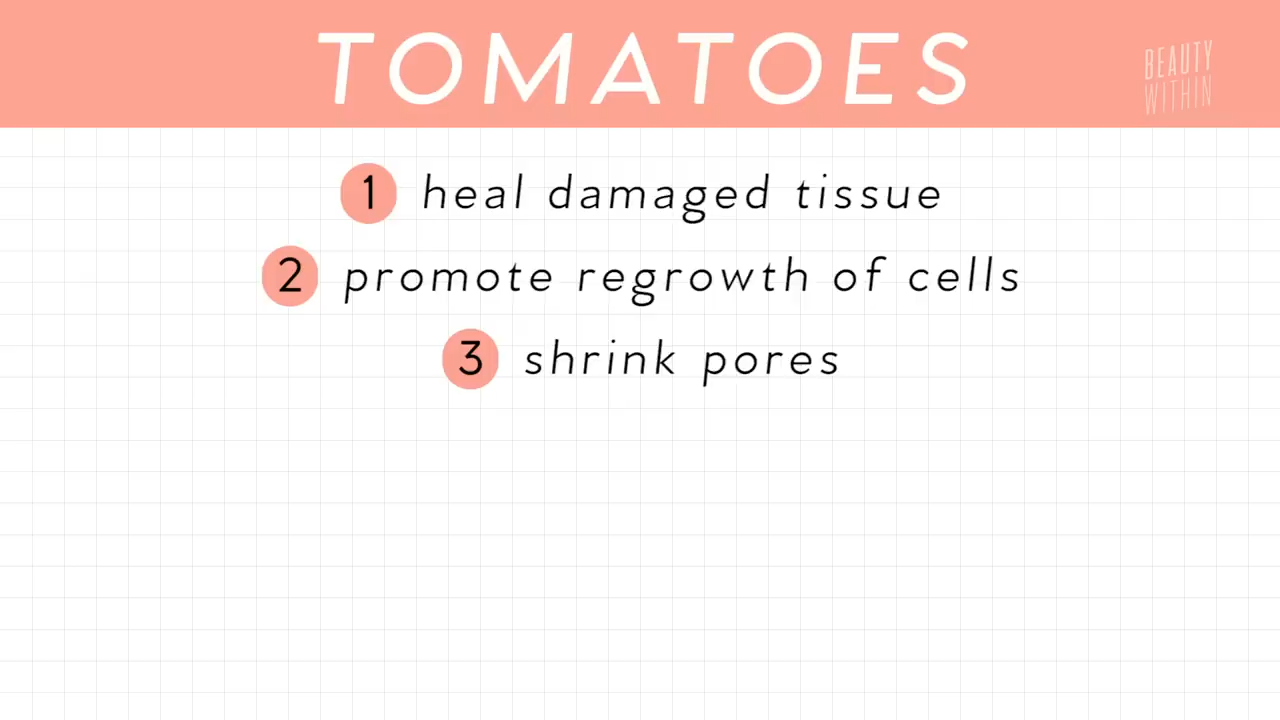 TOMATOES
BEAUTY
WITHIN
1 heal damaged tissue
2 promote regrowth of cells
3 shrink pores